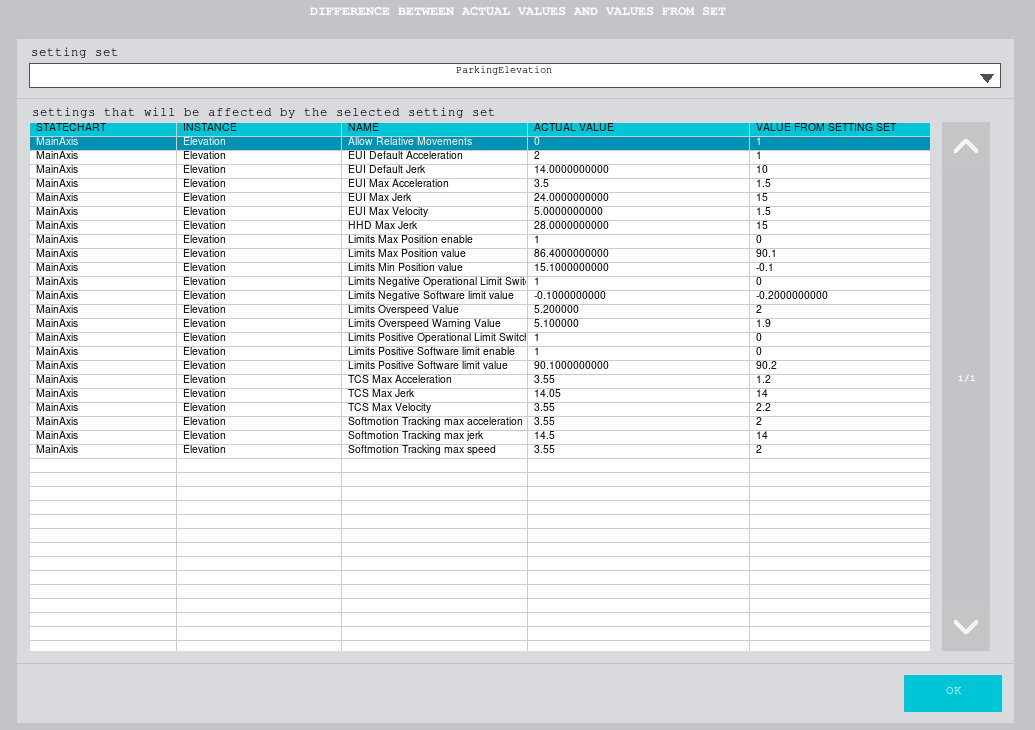 DIFFERENCE BETWEEN ACTUAL VALUES AND VALUES FROM SET
setting set
ParkingElevation
settings that will be affected by the selected setting set
STATECHART INSTANCE NAME ACTUAL VALUE VALUE FROM SETTING SET
MainAxis Elevation Allow Relative Movements 0 1
MainAxis Elevation EUI Default Acceleration 2 1
MainAxis Elevation EUI Default Jerk 14.0000000000 10
MainAxis Elevation EUI Max Acceleration 3.5 1.5
MainAxis Elevation EUI Max Jerk 24.0000000000 15
MainAxis Elevation EUI Max Velocity 5.0000000000 1.5
MainAxis Elevation HHD Max Jerk 28.0000000000 15
MainAxis Elevation Limits Max Position enable 1 0
MainAxis Elevation Limits Max Position value 86.4000000000 90.1
MainAxis Elevation Limits Min Position value 15.1000000000 -0.1
MainAxis Elevation Limits Negative Operational Limit Swit 1 0
MainAxis Elevation Limits Negative Software limit value -0.1000000000 -0.2000000000
MainAxis Elevation Limits Overspeed Value 5.200000 2
MainAxis Elevation Limits Overspeed Warning Value 5.100000 1.9
MainAxis Elevation Limits Positive Operational Limit Switch 1 0
MainAxis Elevation Limits Positive Software limit enable 1 0
MainAxis Elevation Limits Positive Software limit value 90.1000000000 90.2
MainAxis Elevation TCS Max Acceleration 3.55 1.2
MainAxis Elevation TCS Max Jerk 14.05 14
MainAxis Elevation TCS Max Velocity 3.55 2.2
MainAxis Elevation Softmotion Tracking max acceleration 3.55 2
MainAxis Elevation Softmotion Tracking max jerk 14.5 14
MainAxis Elevation Softmotion Tracking max speed 3.55 2
1/1
OK